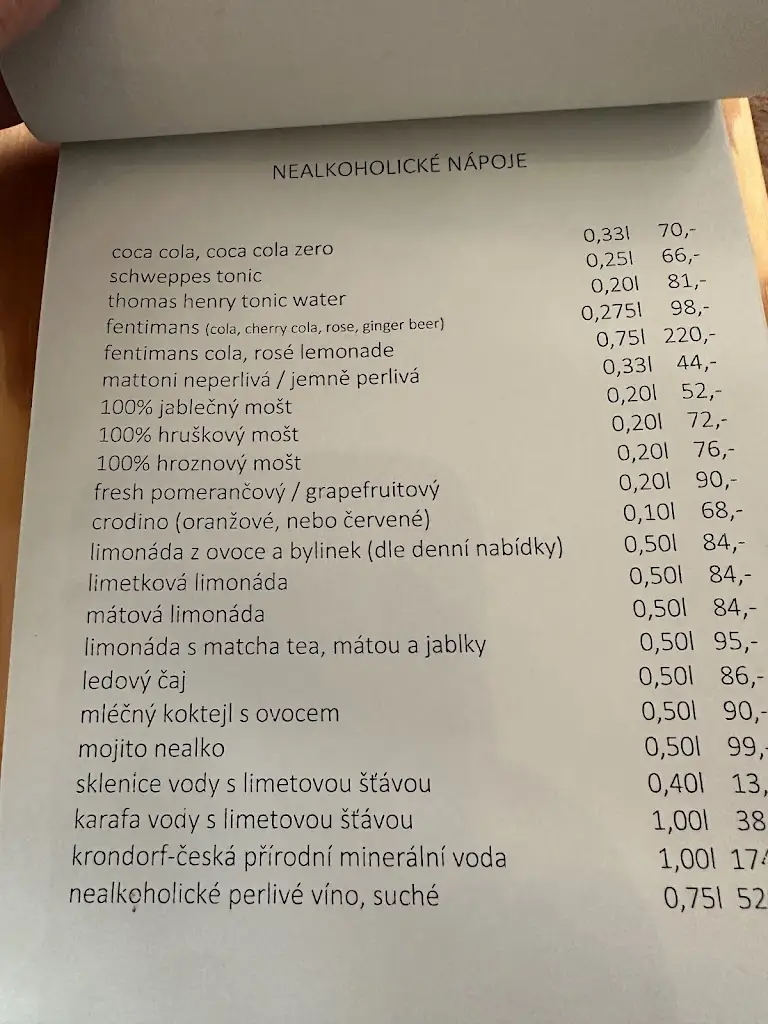 NEALKOHOLICKÉ NÁPOJE
coca cola, coca cola zero 0,33l 70,-
schweppes tonic 0,25l 66,-
thomas henry tonic water 0,20l 81,-
fentimans (cola, cherry cola, rose, ginger beer) 0,275l 98,-
fentimans cola, rosé lemonade 0,75l 220,-
mattoni neperlivá / jemně perlivá 0,33l 44,-
100% jablečný mošt 0,20l 52,-
100% hruškový mošt 0,20l 72,-
100% hroznový mošt 0,20l 76,-
fresh pomerančový / grapefruitový 0,20l 90,-
crodino (oranžové, nebo červené) 0,10l 68,-
limonáda z ovoce a bylinek (dle denní nabídky) 0,50l 84,-
limetková limonáda 0,50l 84,-
mátová limonáda 0,50l 84,-
limonáda s matcha tea, mátou a jablky 0,50l 95,-
ledový čaj 0,50l 86,-
mléčný koktejl s ovocem 0,50l 90,-
mojito nealko 0,50l 99,-
sklenice vody s limetovou šťávou 0,40l 13,
karafa vody s limetovou šťávou 1,00l 38
krondorf-česká přírodní minerální voda 1,00l 17
nealkoholické perlivé víno, suché 0,75l 52